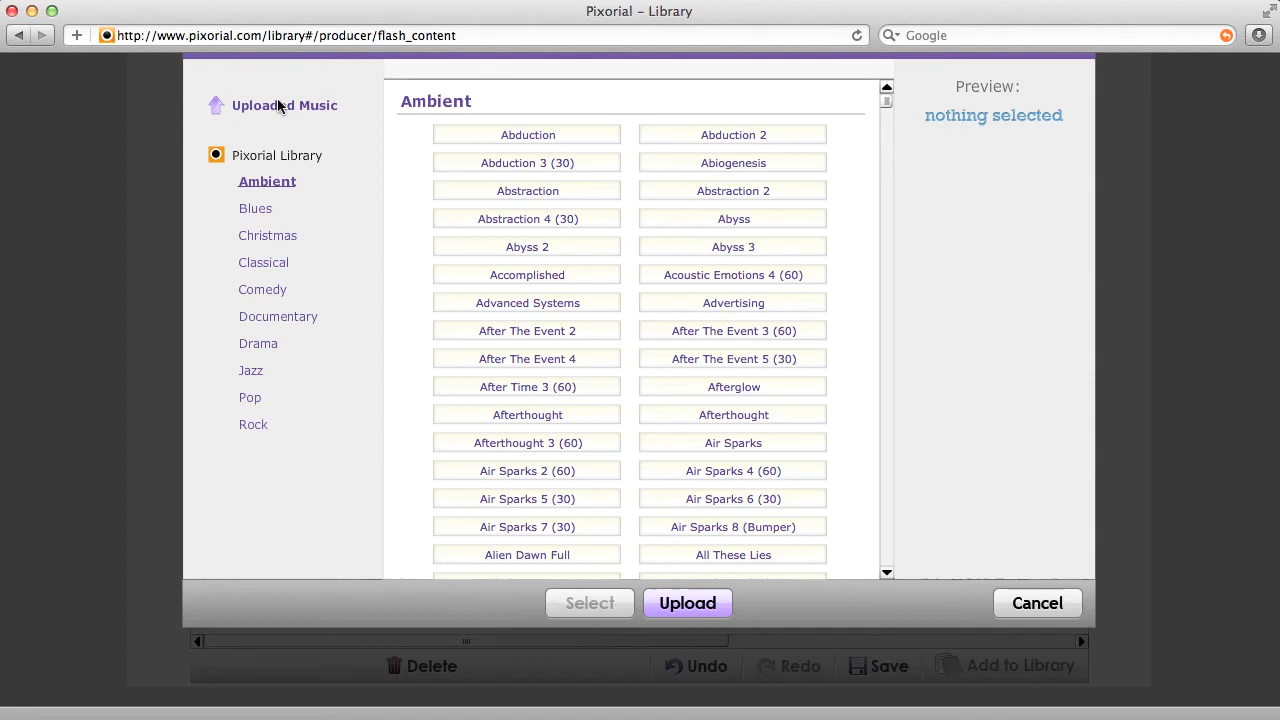 Pixorial – Library
http://www.pixorial.com/library#/producer/flash_content
Google
Uploaded Music
Pixorial Library
Ambient
Blues
Christmas
Classical
Comedy
Documentary
Drama
Jazz
Pop
Rock
Ambient
Abduction
Abduction 2
Abduction 3 (30)
Abiogenesis
Abstraction
Abstraction 2
Abstraction 4 (30)
Abyss
Abyss 2
Abyss 3
Accomplished
Acoustic Emotions 4 (60)
Advanced Systems
Advertising
After The Event 2
After The Event 3 (60)
After The Event 4
After The Event 5 (30)
After Time 3 (60)
Afterglow
Afterthought
Afterthought
Afterthought 3 (60)
Air Sparks
Air Sparks 2 (60)
Air Sparks 4 (60)
Air Sparks 5 (30)
Air Sparks 6 (30)
Air Sparks 7 (30)
Air Sparks 8 (Bumper)
Alien Dawn Full
All These Lies
Preview:
nothing selected
Select
Upload
Cancel
Delete
Undo
Redo
Save
Add to Library